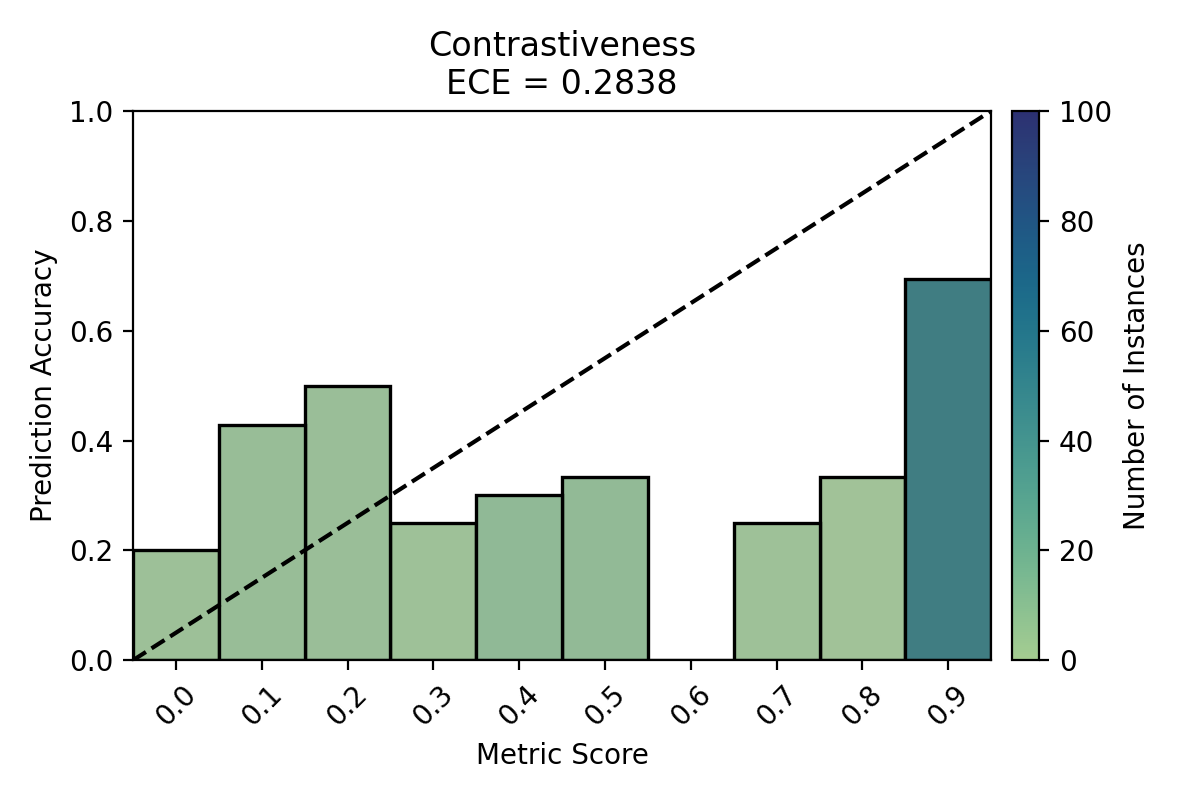 Contrastiveness
ECE = 0.2838
1.0
0.8
0.6
0.4
0.2
0.0
Prediction Accuracy
0.0 0.1 0.2 0.3 0.4 0.5 0.6 0.7 0.8 0.9
Metric Score
100
80
60
40
20
0
Number of Instances